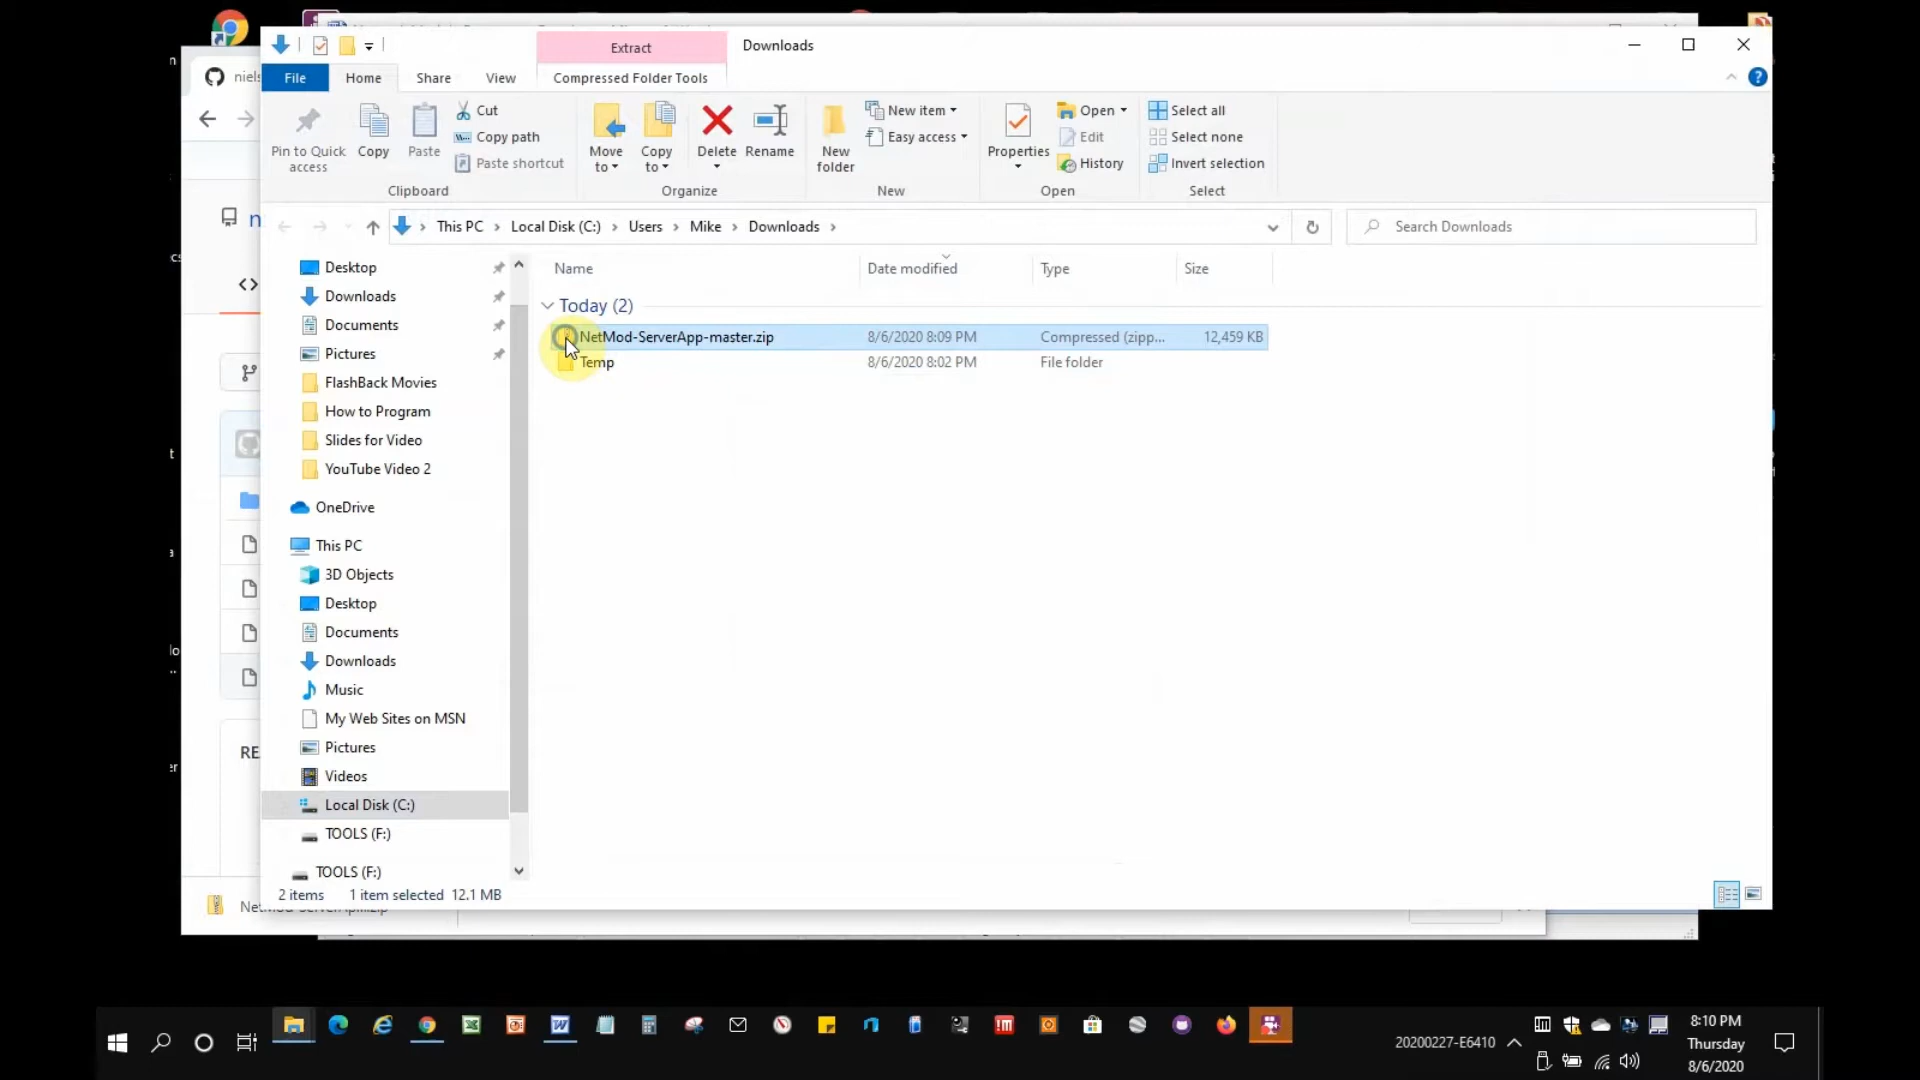 Extract
Downloads
niels
File
Home
Share
View
Compressed Folder Tools
Pin to Quick access
Copy
Paste
Cut
Copy path
Paste shortcut
Clipboard
Move to
Copy to
Delete
Rename
Organize
New folder
New item
Easy access
New
Properties
Open
Edit
History
Open
Select all
Select none
Invert selection
Select
This PC
Local Disk (C:)
Users
Mike
Downloads
Search Downloads
Desktop
Downloads
Documents
Pictures
FlashBack Movies
How to Program
Slides for Video
YouTube Video 2
OneDrive
This PC
3D Objects
Desktop
Documents
Downloads
Music
My Web Sites on MSN
Pictures
Videos
Local Disk (C:)
TOOLS (F:)
TOOLS (F:)
Name Date modified Type Size
Today (2)
NetMod-ServerApp-master.zip 8/6/2020 8:09 PM Compressed (zipp... 12,459 KB
Temp 8/6/2020 8:02 PM File folder
RE
2 items 1 item selected 12.1 MB
20200227-E6410
8:10 PM
Thursday
8/6/2020